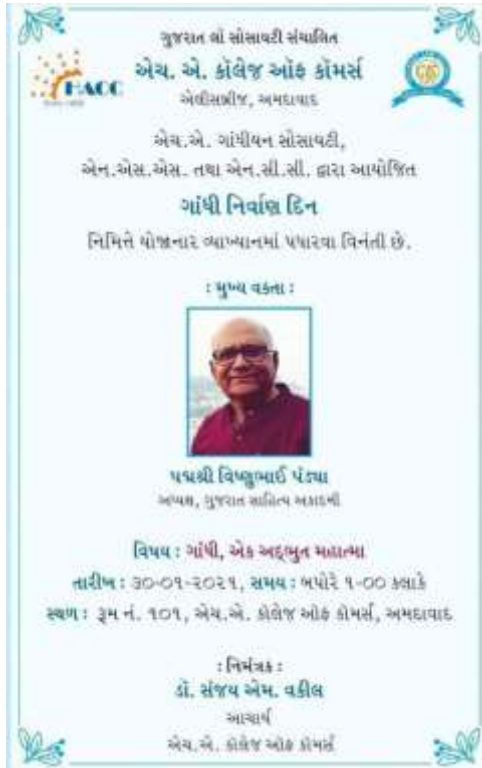 ગુજરાત લૉ સોસાયટી સંચાલિત
એચ. એ. કૉલેજ ઑફ કૉમર્સ
એલીસબ્રીજ, અમદાવાદ
HACC
એચ.એ. ગાંધીયન સોસાયટી,
એન.એસ.એસ. તથા એન.સી.સી. દ્વારા આયોજિત
ગાંધી નિર્વાણ દિન
નિમિત્તે યોજાનાર વ્યાખ્યાનમાં પધારવા વિનંતી છે.
: મુખ્ય વક્તા :
પદ્મશ્રી વિષ્ણુભાઈ પંડ્યા
અધ્યક્ષ, ગુજરાત સાહિત્ય અકાદમી
વિષય : ગાંધી, એક અદ્ભુત મહાત્મા
તારીખ : ૩૦-૦૧-૨૦૨૧, સમય : બપોરે ૧-૦૦ કલાકે
સ્થળ : રૂમ નં. ૧૦૧, એચ.એ. કોલેજ ઓફ કોમર્સ, અમદાવાદ
: નિમંત્રક :
ડૉ. સંજય એમ. વકીલ
આચાર્ય
એચ.એ. કોલેજ ઓફ કોમર્સ